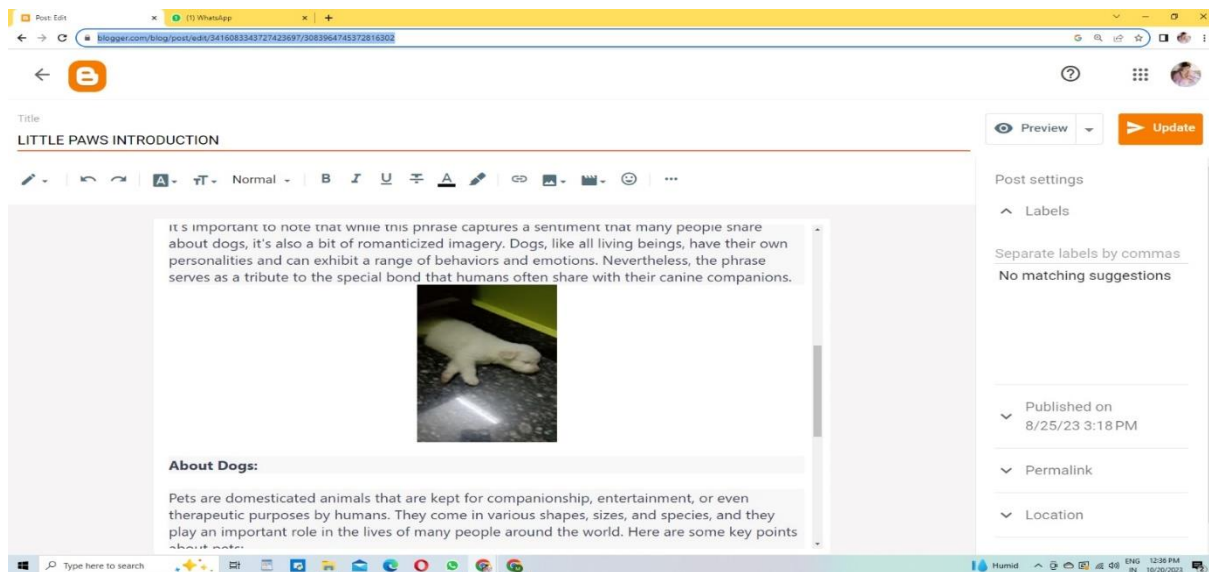 Post: Edit
(1) WhatsApp
blogger.com/blog/post/edit/3416083343727423697/3083964745372816302
Title
LITTLE PAWS INTRODUCTION
Preview
Update
Normal
B I U A
Post settings
Labels
Separate labels by commas
No matching suggestions
Published on
8/25/23 3:18 PM
Permalink
Location
It's important to note that while this phrase captures a sentiment that many people share
about dogs, it's also a bit of romanticized imagery. Dogs, like all living beings, have their own
personalities and can exhibit a range of behaviors and emotions. Nevertheless, the phrase
serves as a tribute to the special bond that humans often share with their canine companions.
About Dogs:
Pets are domesticated animals that are kept for companionship, entertainment, or even
therapeutic purposes by humans. They come in various shapes, sizes, and species, and they
play an important role in the lives of many people around the world. Here are some key points
about pets:
Type here to search
Humid
ENG
IN
12:36 PM
10/20/2023